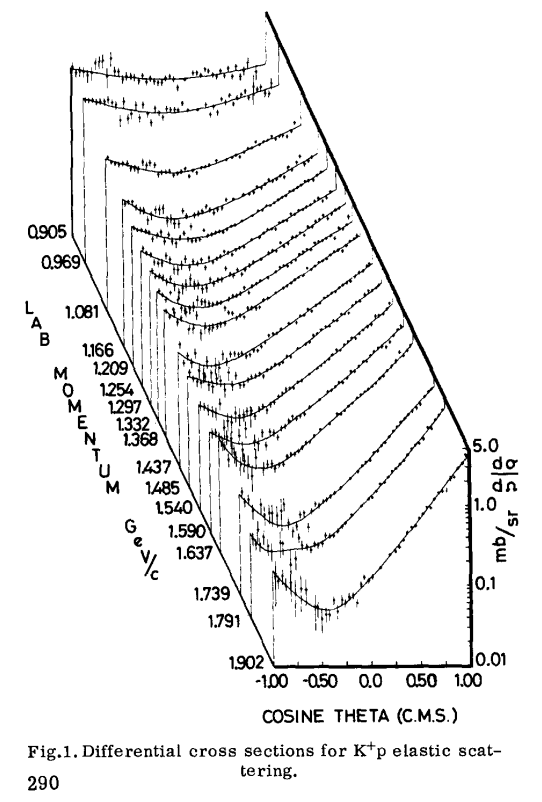 0.905
0.969
1.081
1.166
1.209
1.254
1.297
1.332
1.368
1.437
1.485
1.540
1.590
1.637
1.739
1.791
1.902
LAB
MOMENTUM
GeV/c
5.0
1.0
0.1
0.01
dσ
dΩ
mb/sr
-1.00 -0.50 0.0 0.50 1.00
COSINE THETA (C.M.S.)
Fig.1. Differential cross sections for K⁺p elastic scat-
tering.
290